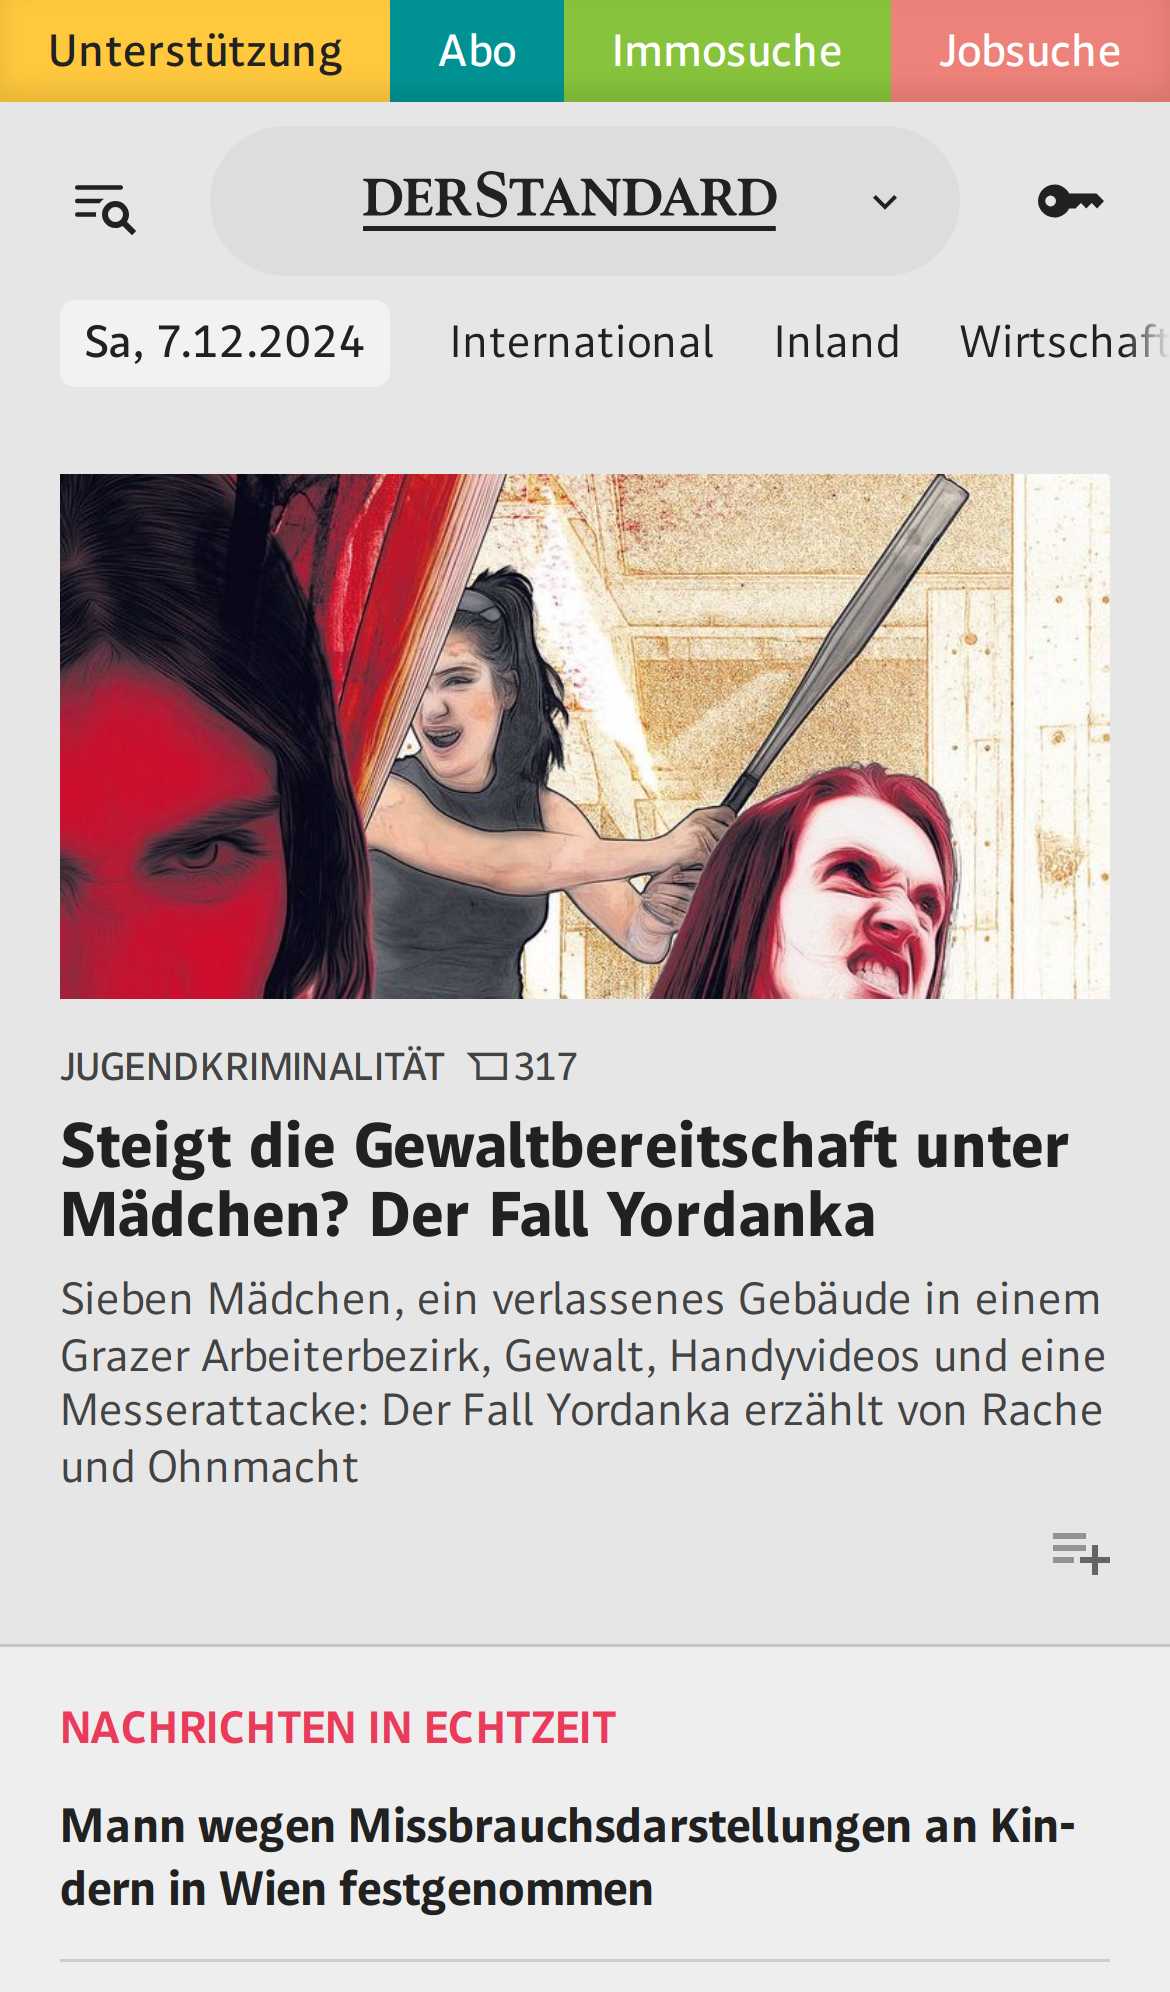 Unterstützung Abo Immosuche Jobsuche
DERSTANDARD
Sa, 7.12.2024 International Inland Wirtschaft
JUGENDKRIMINALITÄT 317
Steigt die Gewaltbereitschaft unter
Mädchen? Der Fall Yordanka
Sieben Mädchen, ein verlassenes Gebäude in einem
Grazer Arbeiterbezirk, Gewalt, Handyvideos und eine
Messerattacke: Der Fall Yordanka erzählt von Rache
und Ohnmacht
NACHRICHTEN IN ECHTZEIT
Mann wegen Missbrauchsdarstellungen an Kin-
dern in Wien festgenommen